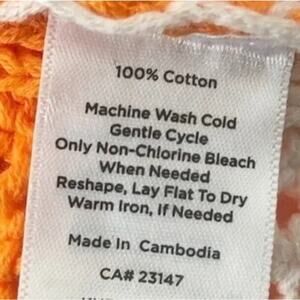 100% Cotton
Machine Wash Cold
Gentle Cycle
Only Non-Chlorine Bleach
When Needed
Reshape, Lay Flat To Dry
Warm Iron, If Needed
Made In Cambodia
CA# 23147